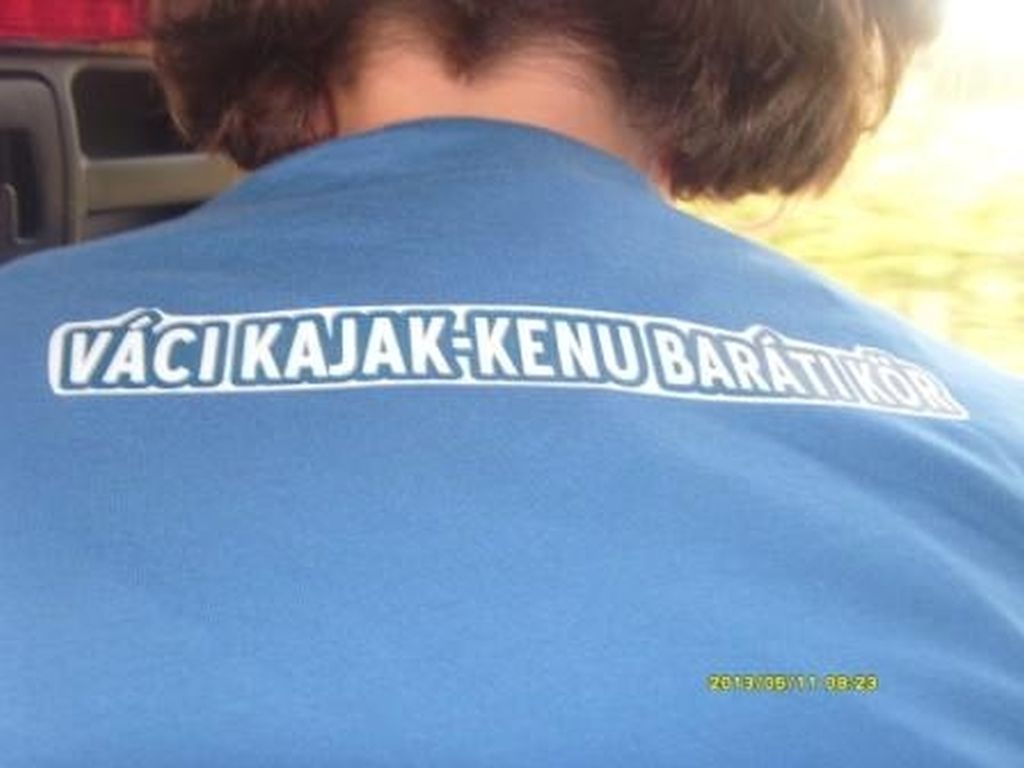 VÁCI KAJAK-KENU BARÁTI KÖR
2013/05/11 08:23